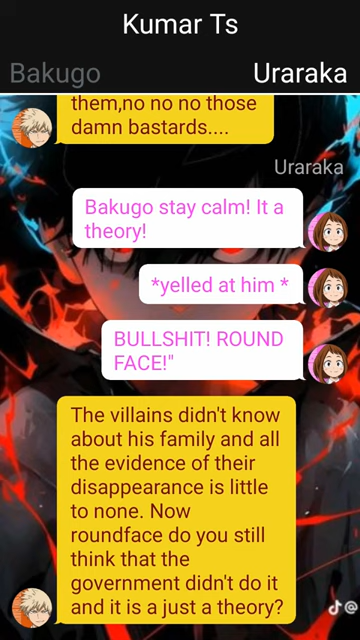 Kumar Ts
Bakugo
Uraraka
them,no no no those
damn bastards....
Uraraka
Bakugo stay calm! It a
theory!
*yelled at him *
BULLSHIT! ROUND
FACE!"
The villains didn't know
about his family and all
the evidence of their
disappearance is little
to none. Now
roundface do you still
think that the
government didn't do it
and it is a just a theory?
@